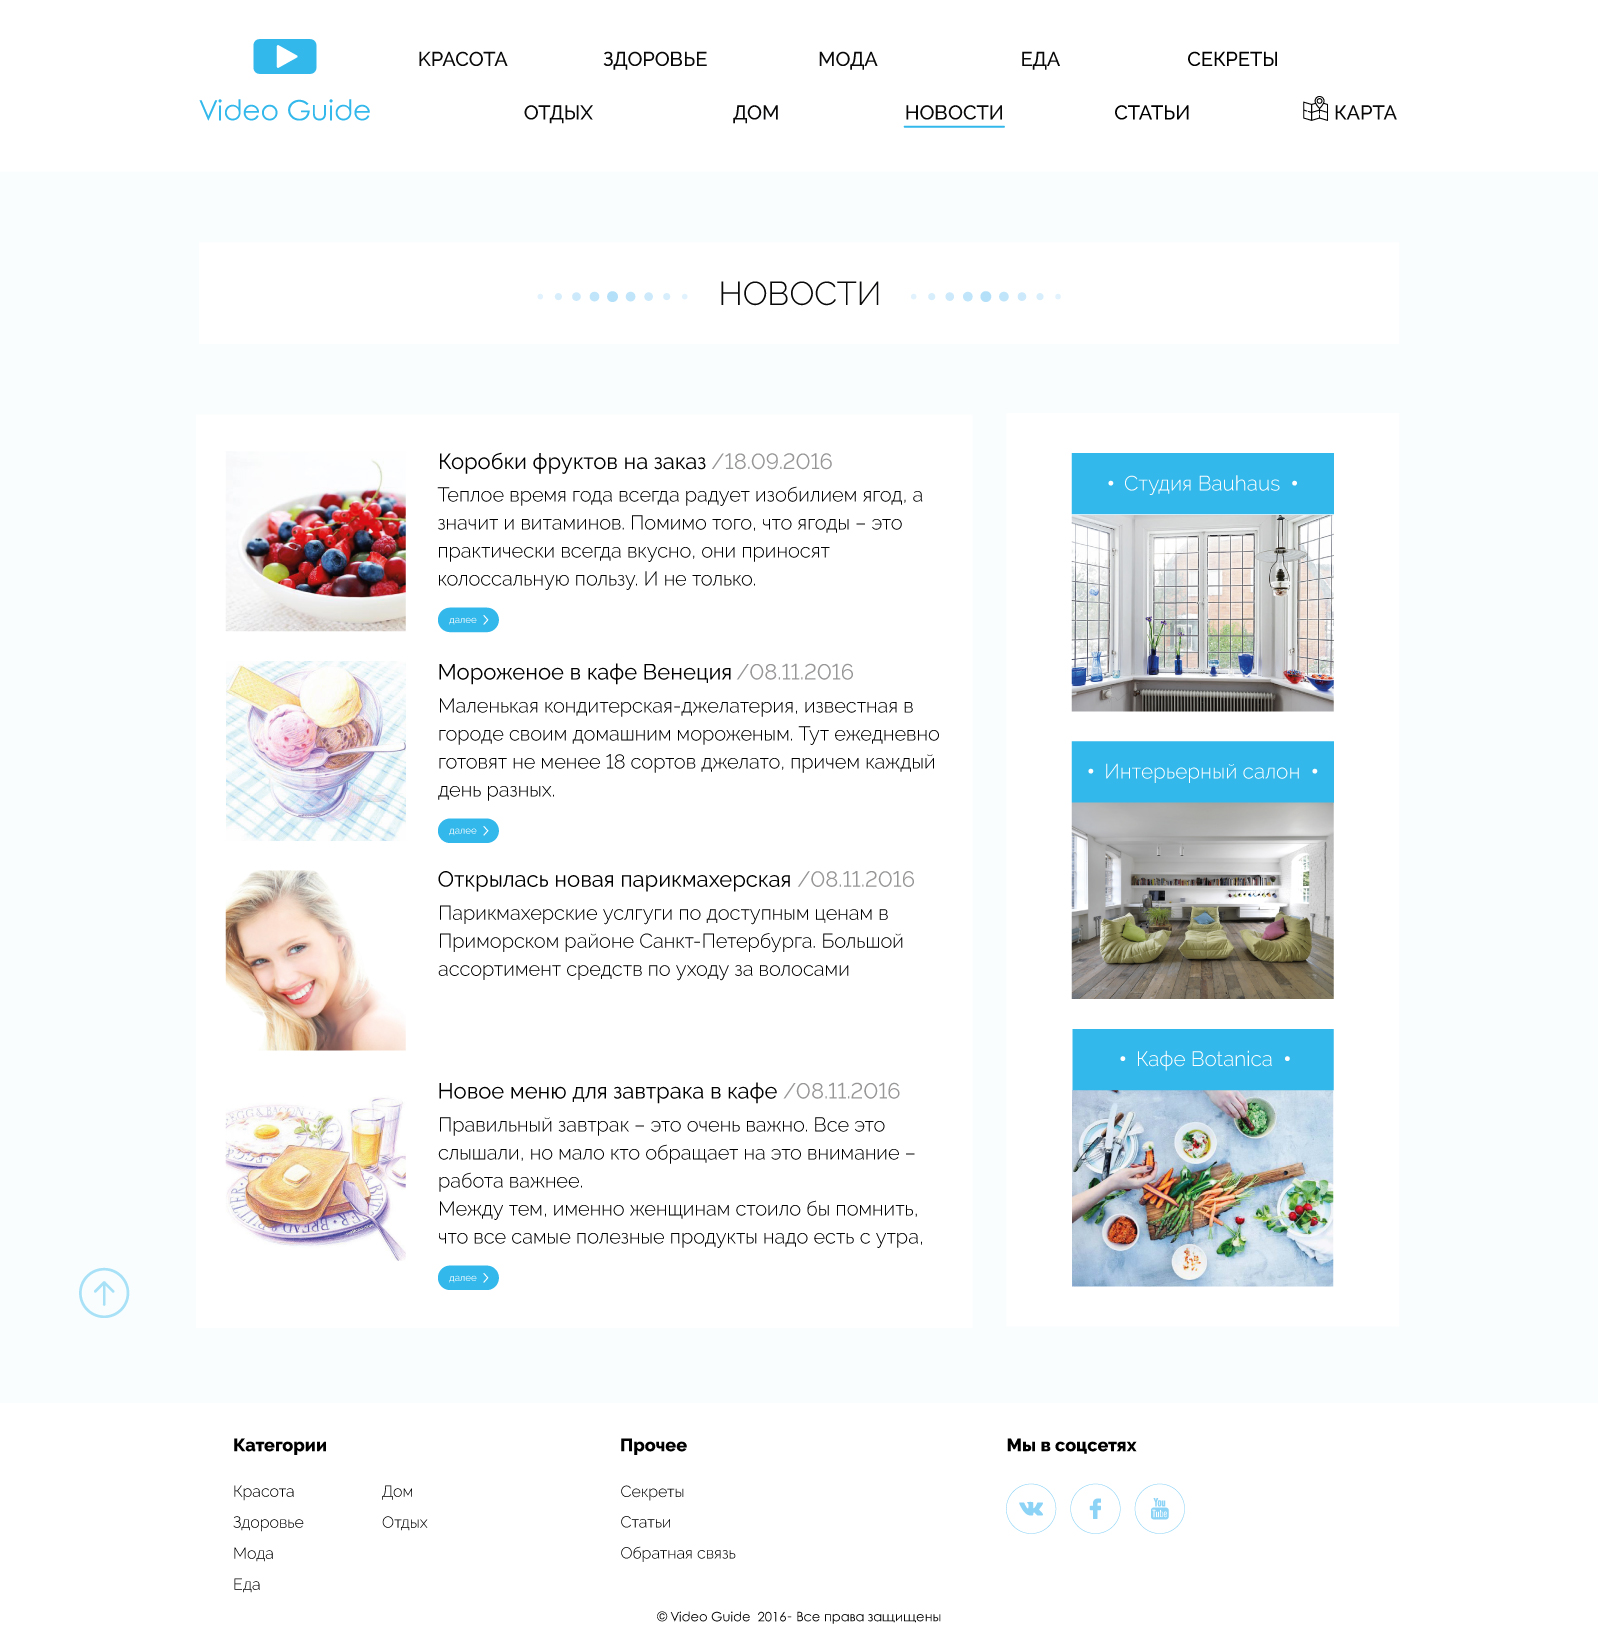 Video Guide
КРАСОТА
ЗДОРОВЬЕ
МОДА
ЕДА
СЕКРЕТЫ
ОТДЫХ
ДОМ
НОВОСТИ
СТАТЬИ
КАРТА
НОВОСТИ
Коробки фруктов на заказ /18.09.2016
Теплое время года всегда радует изобилием ягод, а
значит и витаминов. Помимо того, что ягоды – это
практически всегда вкусно, они приносят
колоссальную пользу. И не только.
далее
Мороженое в кафе Венеция /08.11.2016
Маленькая кондитерская-джелатерия, известная в
городе своим домашним мороженым. Тут ежедневно
готовят не менее 18 сортов джелато, причем каждый
день разных.
далее
Открылась новая парикмахерская /08.11.2016
Парикмахерские услгуги по доступным ценам в
Приморском районе Санкт-Петербурга. Большой
ассортимент средств по уходу за волосами
Новое меню для завтрака в кафе /08.11.2016
Правильный завтрак – это очень важно. Все это
слышали, но мало кто обращает на это внимание –
работа важнее.
Между тем, именно женщинам стоило бы помнить,
что все самые полезные продукты надо есть с утра,
далее
• Студия Bauhaus •
• Интерьерный салон •
• Кафе Botanica •
Категории
Красота
Здоровье
Мода
Еда
Дом
Отдых
Прочее
Секреты
Статьи
Обратная связь
Мы в соцсетях
You
Tube
© Video Guide 2016- Все права защищены